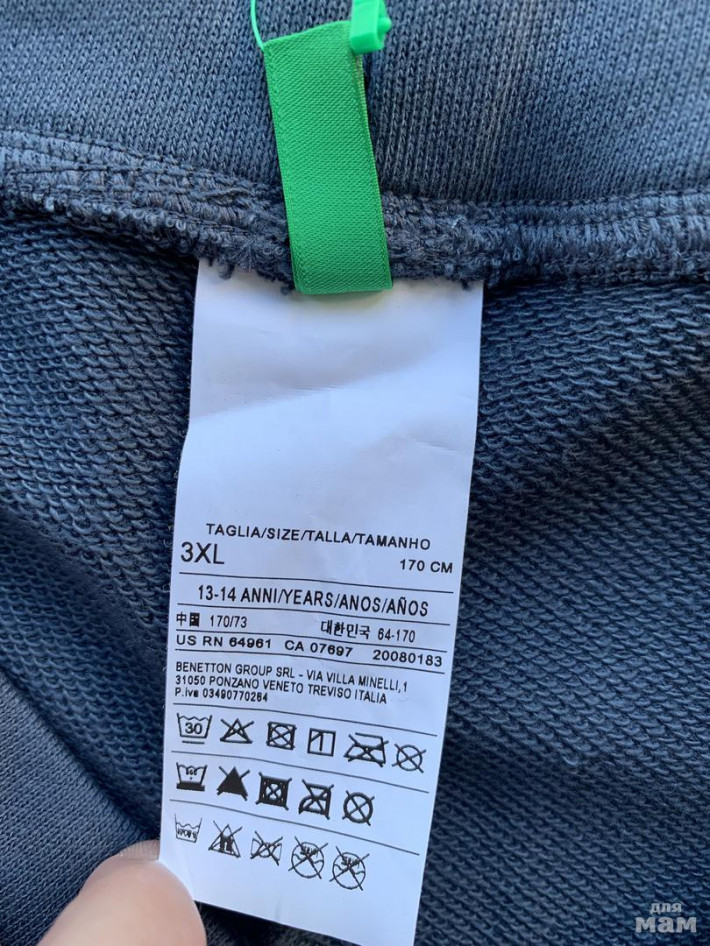 TAGLIA/SIZE/TALLA/TAMANHO
3XL 170 CM
13-14 ANNI/YEARS/ANOS/AÑOS
中国 170/73 대한민국 64-170
US RN 64961 CA 07697 20080183
BENETTON GROUP SRL - VIA VILLA MINELLI,1
31050 PONZANO VENETO TREVISO ITALIA
P.iva 03490770264
30
1
для
мам